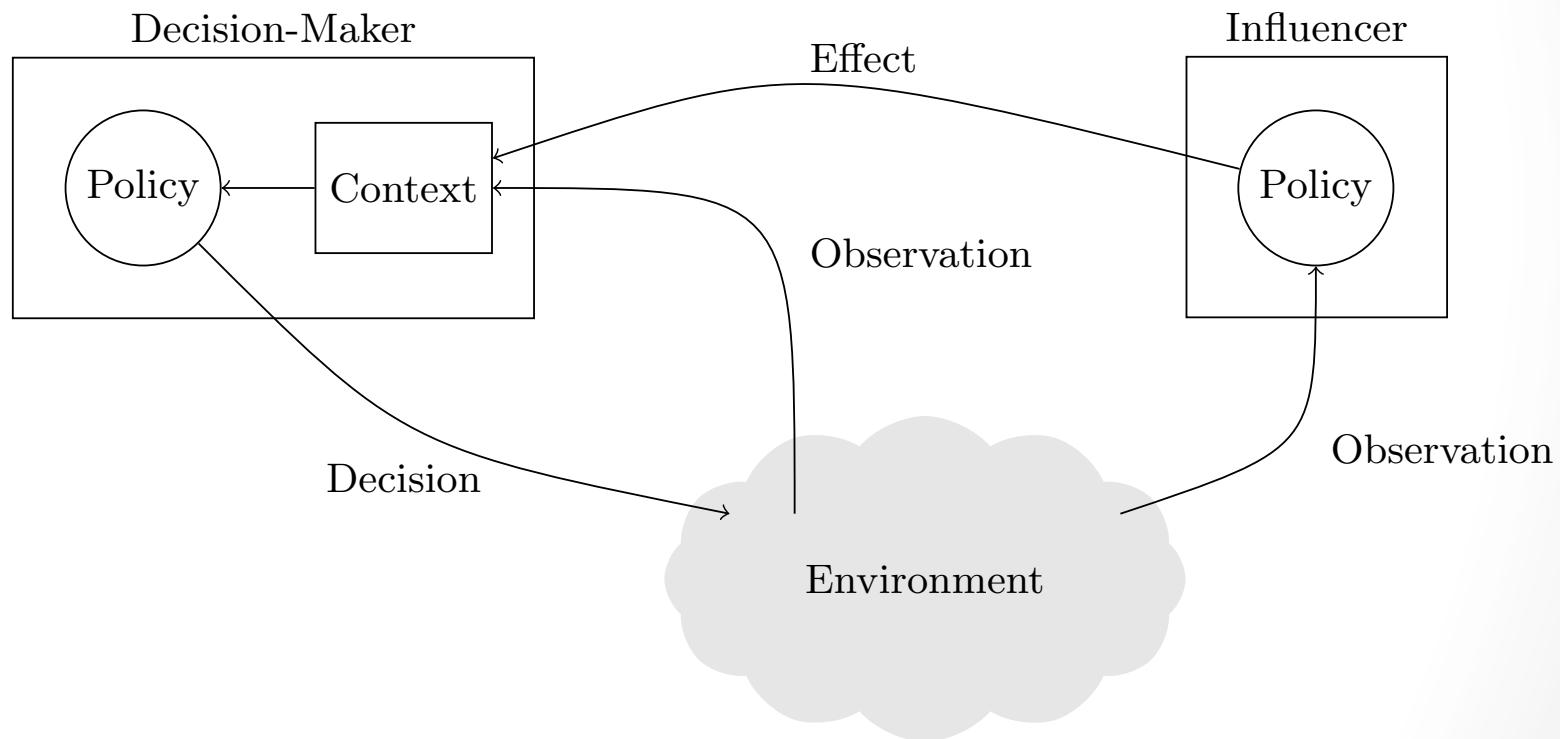 Decision-Maker
Influencer
Effect
Policy
Context
Policy
Observation
Observation
Decision
Environment